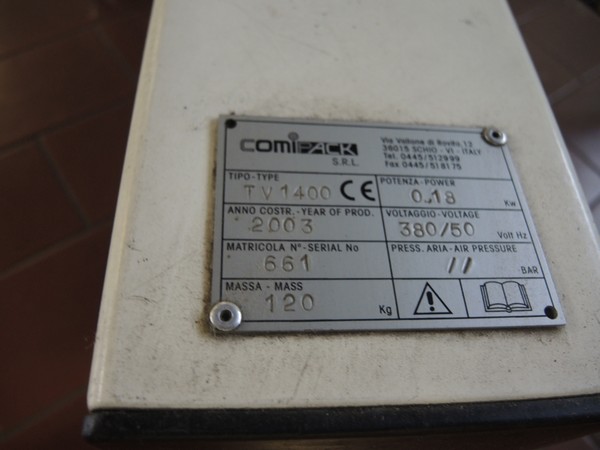 COMIPACK
S.R.L.
Via Vallone di Rovito, 12
36015 SCHIO - VI - ITALY
Tel. 0445/512999
Fax 0445/518175
TIPO-TYPE
TV1400 CE
POTENZA-POWER
0.18 Kw
ANNO COSTR.-YEAR OF PROD.
2003
VOLTAGGIO-VOLTAGE
380/50 Volt Hz
MATRICOLA N°-SERIAL No
661
PRESS. ARIA-AIR PRESSURE
// BAR
MASSA - MASS
120 Kg